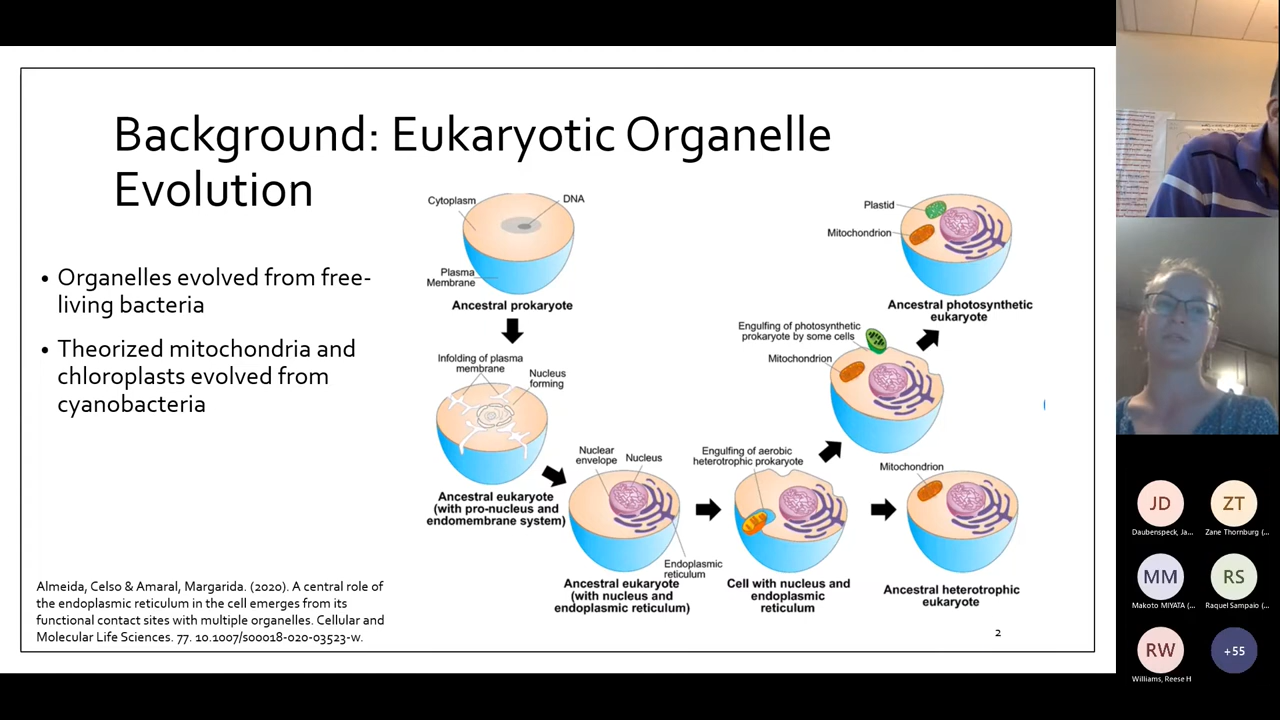 Background: Eukaryotic Organelle
Evolution
• Organelles evolved from free-
living bacteria
• Theorized mitochondria and
chloroplasts evolved from
cyanobacteria
Almeida, Celso & Amaral, Margarida. (2020). A central role of
the endoplasmic reticulum in the cell emerges from its
functional contact sites with multiple organelles. Cellular and
Molecular Life Sciences. 77. 10.1007/s00018-020-03523-w.
Cytoplasm
DNA
Plasma
Membrane
Ancestral prokaryote
Infolding of plasma
membrane
Nucleus
forming
Ancestral eukaryote
(with pro-nucleus and
endomembrane system)
Nuclear
envelope
Nucleus
Endoplasmic
reticulum
Ancestral eukaryote
(with nucleus and
endoplasmic reticulum)
Engulfing of aerobic
heterotrophic prokaryote
Cell with nucleus and
endoplasmic
reticulum
Mitochondrion
Ancestral heterotrophic
eukaryote
Engulfing of photosynthetic
prokaryote by some cells
Mitochondrion
Plastid
Mitochondrion
Ancestral photosynthetic
eukaryote
2
JD
Daubenspeck, Ja...
ZT
Zane Thornburg (...
MM
Makoto MIYATA (...
RS
Raquel Sampaio (...
RW
Williams, Reese H
+55